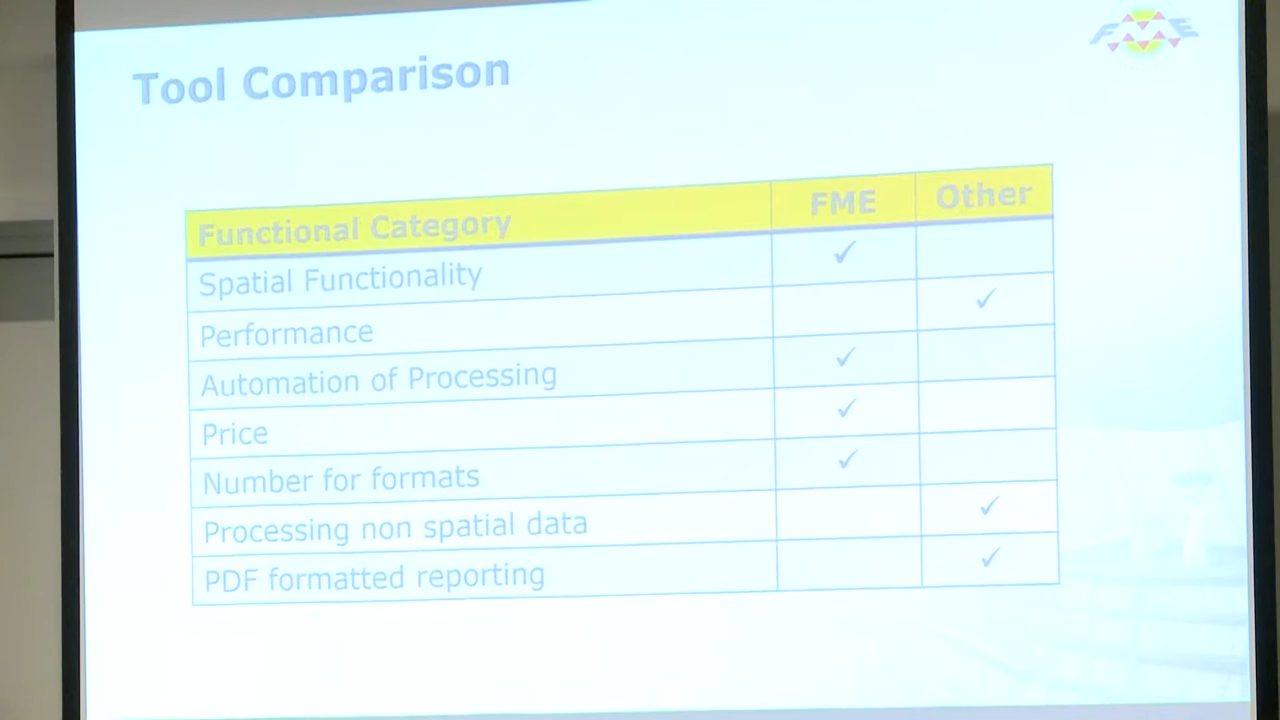 FME
Tool Comparison
Functional Category FME Other
Spatial Functionality ✓
Performance ✓
Automation of Processing ✓
Price ✓
Number for formats ✓
Processing non spatial data ✓
PDF formatted reporting ✓